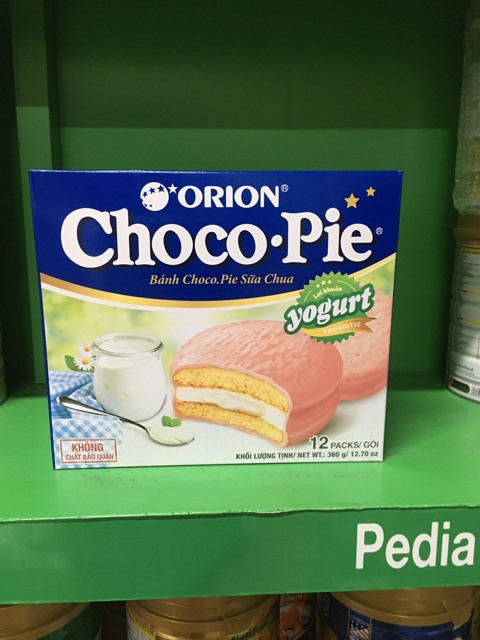 ORION®
Choco·Pie®
Bánh Choco.Pie Sữa Chua
Lợi khuẩn
yogurt
PROBIOTIC
KHÔNG
CHẤT BẢO QUẢN
12 PACKS/ GÓI
KHỐI LƯỢNG TỊNH/ NET WT.: 360 g/ 12.70 oz
Pedia